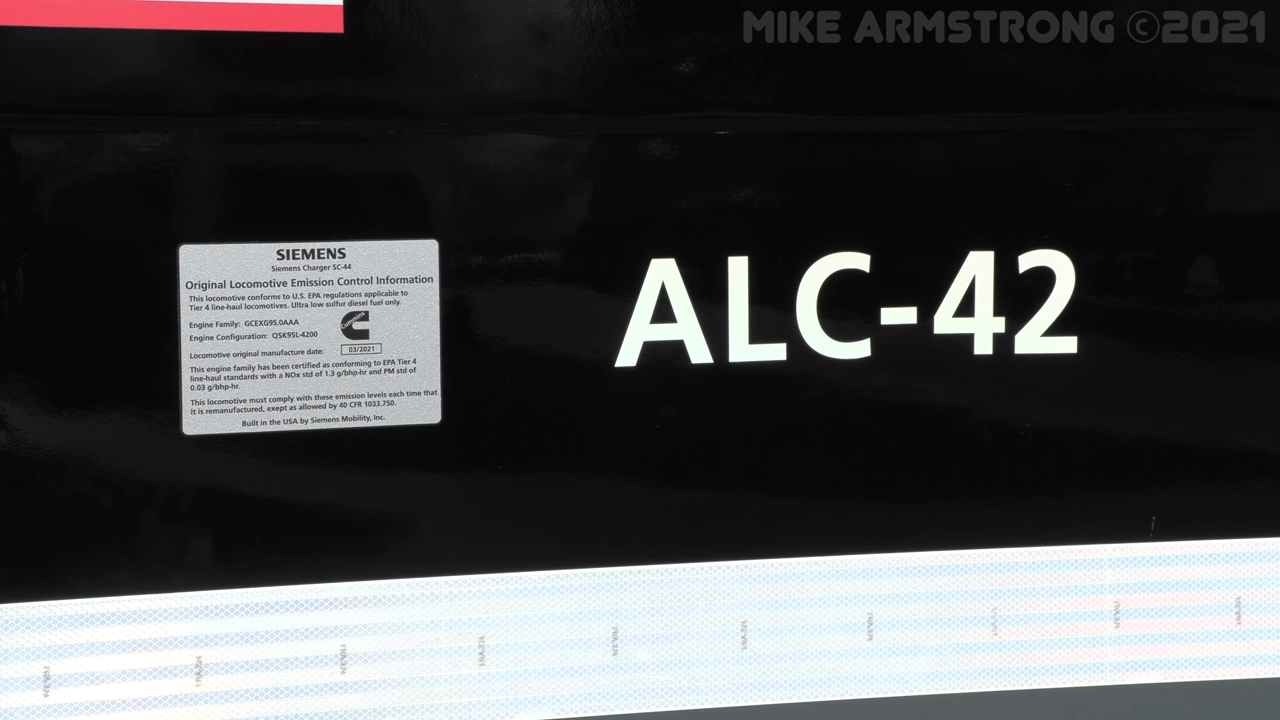 MIKE ARMSTRONG ©2021
SIEMENS
Siemens Charger SC-44
Original Locomotive Emission Control Information
This locomotive conforms to U.S. EPA regulations applicable to
Tier 4 line-haul locomotives. Ultra low sulfur diesel fuel only.
Engine Family: GCEXG95.0AAA
Engine Configuration: QSK95L-4200
Cummins
Locomotive original manufacture date: 03/2021
This engine family has been certified as conforming to EPA Tier 4
line-haul standards with a NOx std of 1.3 g/bhp-hr and PM std of
0.03 g/bhp-hr.
This locomotive must comply with these emission levels each time that
it is remanufactured, exept as allowed by 40 CFR 1033.750.
Built in the USA by Siemens Mobility, Inc.
ALC-42